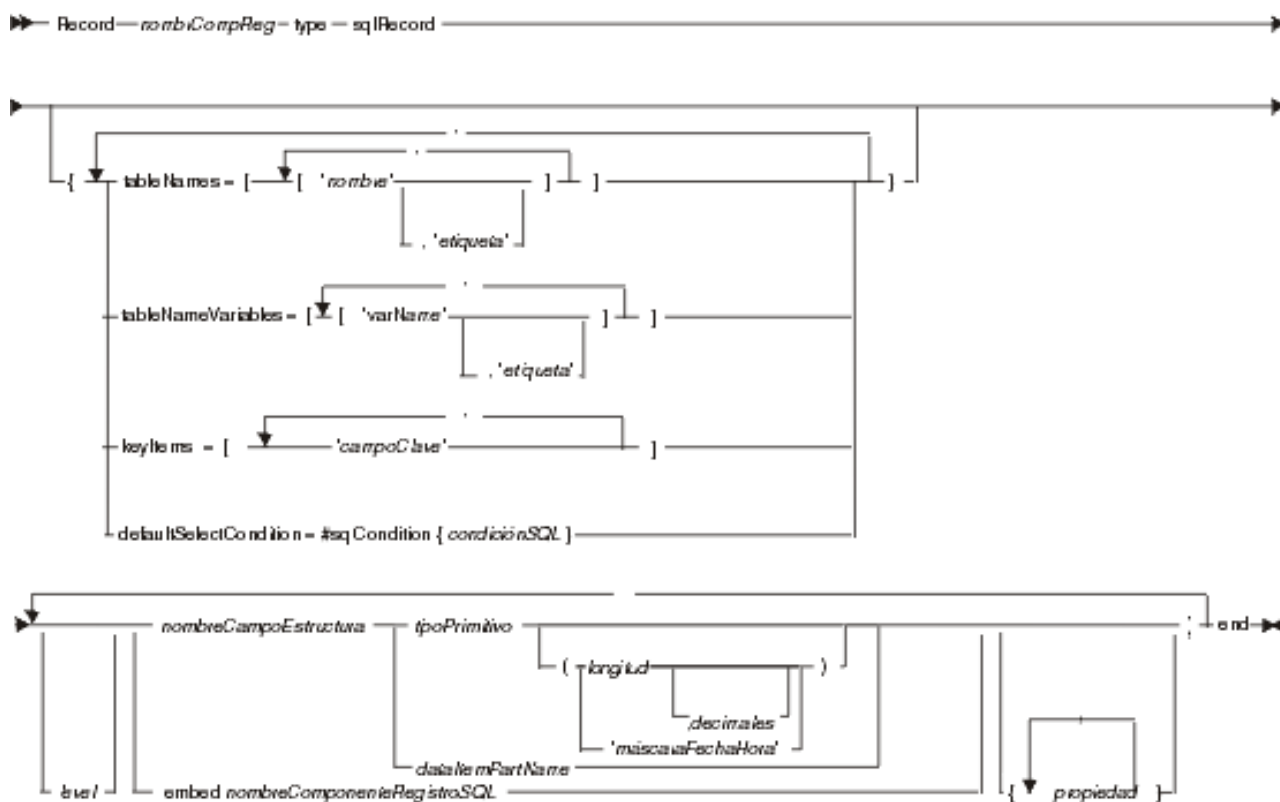 Record nombreCompReg type sqlRecord
,
,
{ tableNames = [ [ 'nombre' ] ] }
, 'etiqueta'
,
tableNameVariables = [ [ 'varName' ] ]
, 'etiqueta'
,
keyItems = [ 'campoClave' ]
defaultSelectCondition = #sqCondition { condiciónSQL }
nombreCampoEstructura tipoPrimitivo ; end
( longitud )
,decimales
'máscaraFechaHora'
,
dataItemPartName
level embed nombreComponenteRegistroSQL { propiedad }